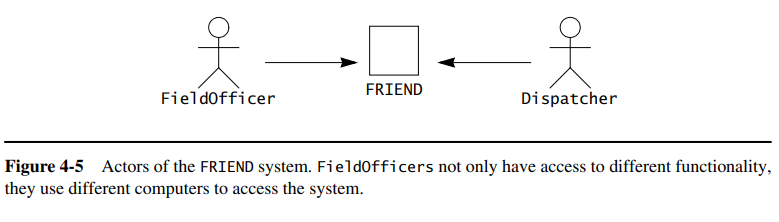 FieldOfficer FRIEND Dispatcher
Figure 4-5 Actors of the FRIEND system. FieldOfficers not only have access to different functionality,
they use different computers to access the system.